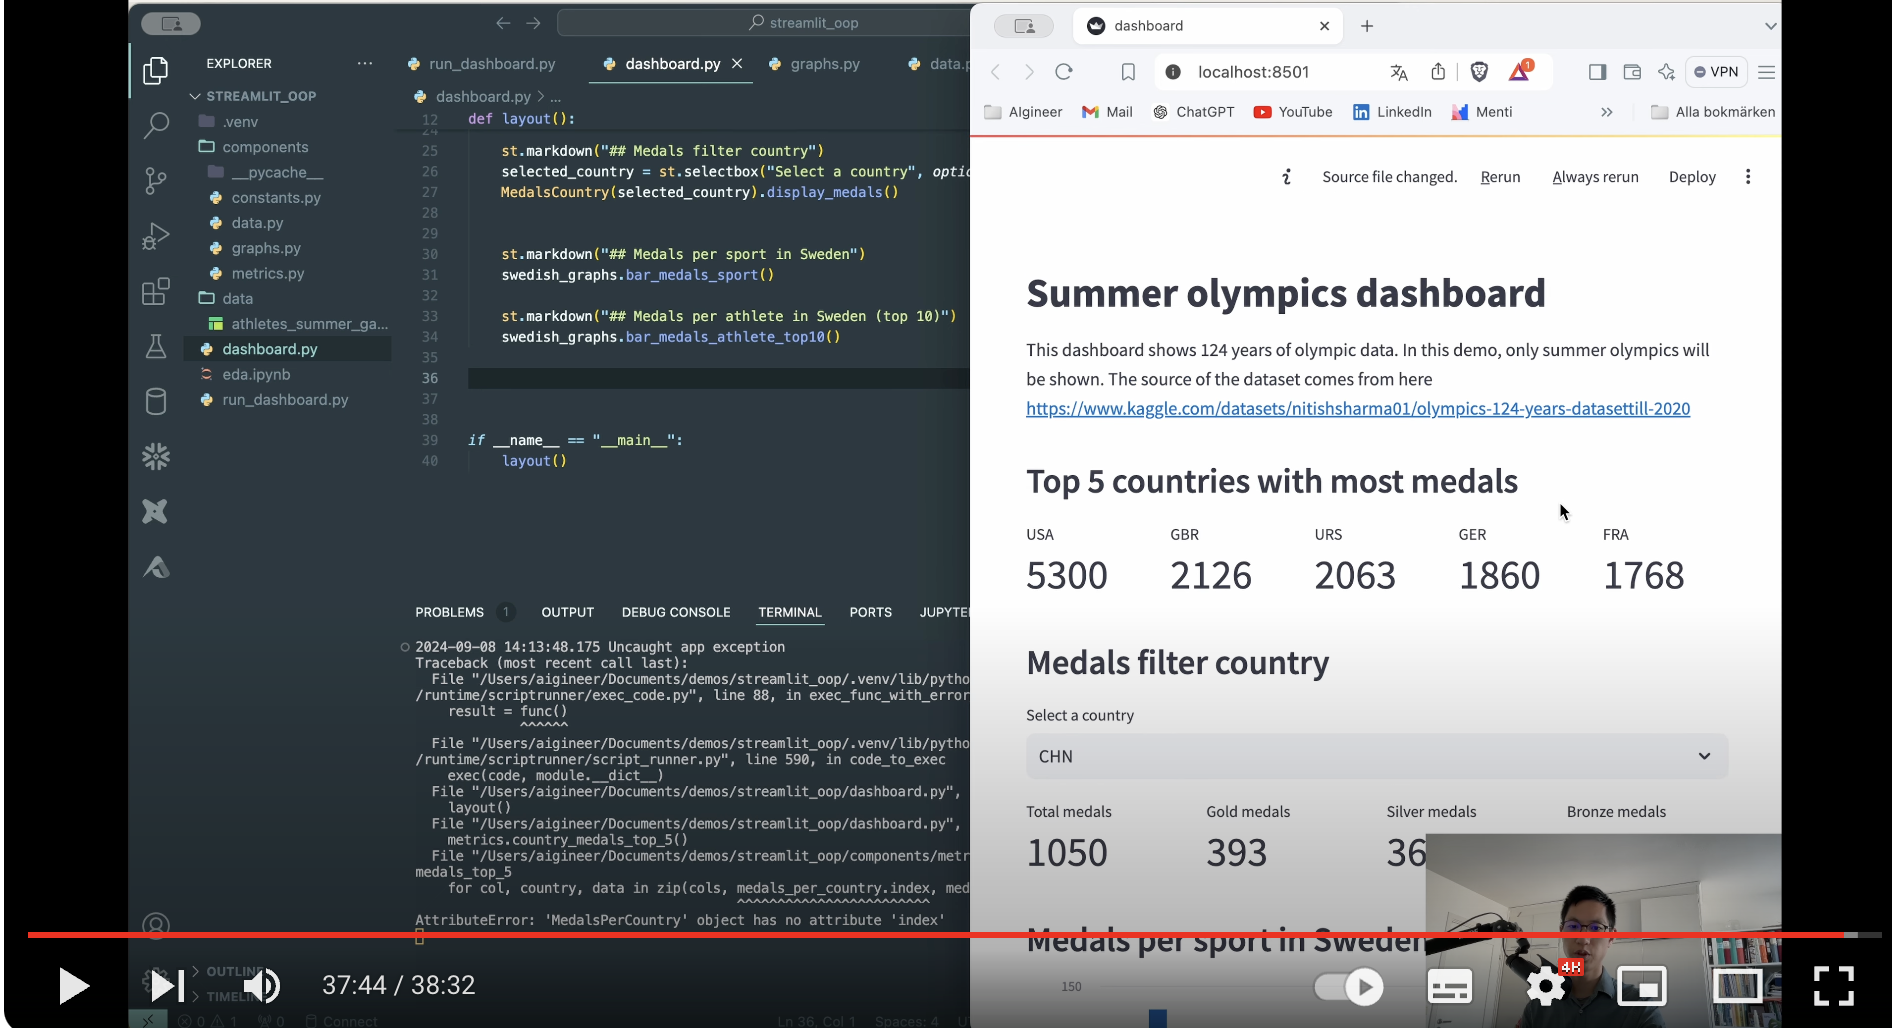 streamlit_oop
EXPLORER
STREAMLIT_OOP
.venv
components
__pycache__
constants.py
data.py
graphs.py
metrics.py
data
athletes_summer_ga...
dashboard.py
eda.ipynb
run_dashboard.py
OUTLINE
TIMELINE
run_dashboard.py
dashboard.py
graphs.py
data.p
dashboard.py > ...
12 def layout():
24
25 st.markdown("## Medals filter country")
26 selected_country = st.selectbox("Select a country", optio
27 MedalsCountry(selected_country).display_medals()
28
29
30 st.markdown("## Medals per sport in Sweden")
31 swedish_graphs.bar_medals_sport()
32
33 st.markdown("## Medals per athlete in Sweden (top 10)")
34 swedish_graphs.bar_medals_athlete_top10()
35
36
37
38
39 if __name__ == "__main__":
40 layout()
PROBLEMS 1 OUTPUT DEBUG CONSOLE TERMINAL PORTS JUPYTE
2024-09-08 14:13:48.175 Uncaught app exception
Traceback (most recent call last):
File "/Users/aigineer/Documents/demos/streamlit_oop/.venv/lib/pytho
/runtime/scriptrunner/exec_code.py", line 88, in exec_func_with_error
result = func()
^^^^^^
File "/Users/aigineer/Documents/demos/streamlit_oop/.venv/lib/pytho
/runtime/scriptrunner/script_runner.py", line 590, in code_to_exec
exec(code, module.__dict__)
File "/Users/aigineer/Documents/demos/streamlit_oop/dashboard.py",
layout()
File "/Users/aigineer/Documents/demos/streamlit_oop/dashboard.py",
metrics.country_medals_top_5()
File "/Users/aigineer/Documents/demos/streamlit_oop/components/metr
medals_top_5
for col, country, data in zip(cols, medals_per_country.index, med
^^^^^^^^^^^^^^^^^^^^^^^^
AttributeError: 'MedalsPerCountry' object has no attribute 'index'
0 1 0 Connect
Ln 36, Col 1 Spaces: 4 U
dashboard
localhost:8501
1
VPN
AIgineer
Mail
ChatGPT
YouTube
LinkedIn
Menti
Alla bokmärken
Source file changed. Rerun Always rerun Deploy
Summer olympics dashboard
This dashboard shows 124 years of olympic data. In this demo, only summer olympics will
be shown. The source of the dataset comes from here
https://www.kaggle.com/datasets/nitishsharma01/olympics-124-years-datasettill-2020
Top 5 countries with most medals
USA GBR URS GER FRA
5300 2126 2063 1860 1768
Medals filter country
Select a country
CHN
Total medals Gold medals Silver medals Bronze medals
1050 393 36
Medals per sport in Sweden
150
37:44 / 38:32
4K